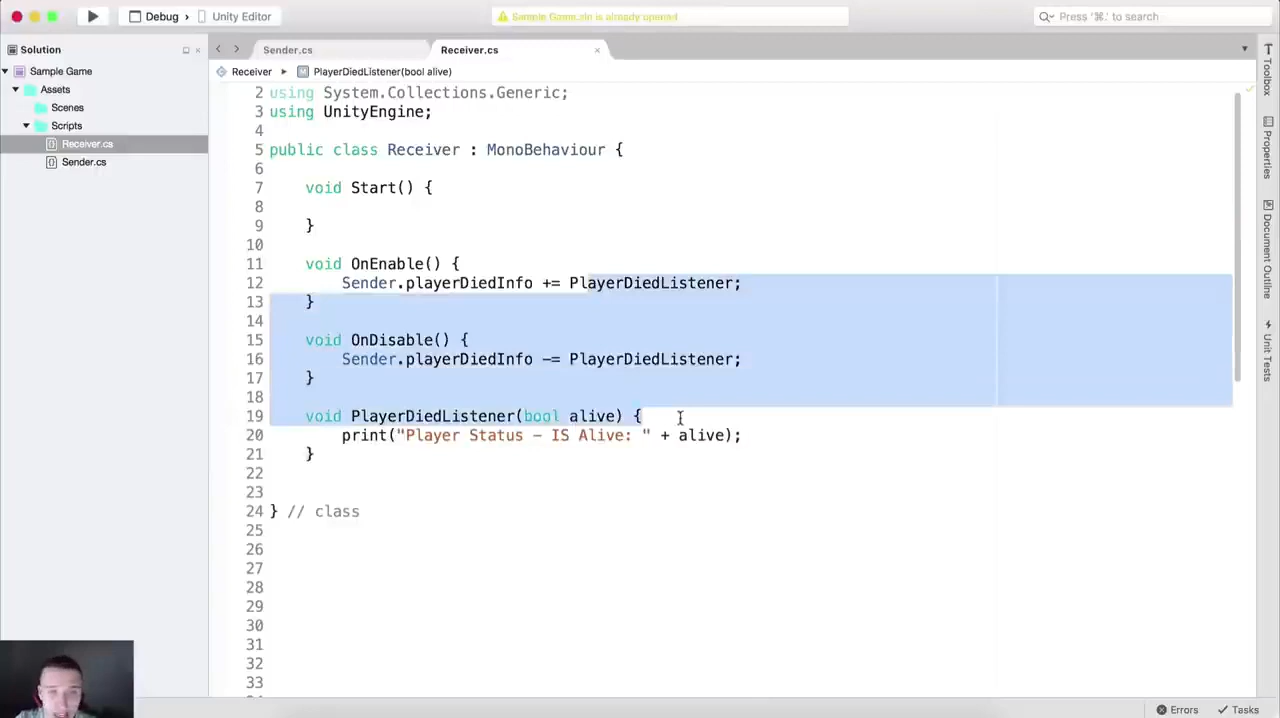 Debug › Unity Editor
Sample Game.sln is already opened
Press '⌘.' to search
Solution
Sender.cs
Receiver.cs
Receiver ▸ PlayerDiedListener(bool alive)
Sample Game
Assets
Scenes
Scripts
Receiver.cs
Sender.cs
2 using System.Collections.Generic;
3 using UnityEngine;
4
5 public class Receiver : MonoBehaviour {
6
7 void Start() {
8
9 }
10
11 void OnEnable() {
12 Sender.playerDiedInfo += PlayerDiedListener;
13 }
14
15 void OnDisable() {
16 Sender.playerDiedInfo -= PlayerDiedListener;
17 }
18
19 void PlayerDiedListener(bool alive) {
20 print("Player Status - IS Alive: " + alive);
21 }
22
23
24 } // class
25
26
27
28
29
30
31
32
33
Toolbox
Properties
Document Outline
Unit Tests
Errors
Tasks